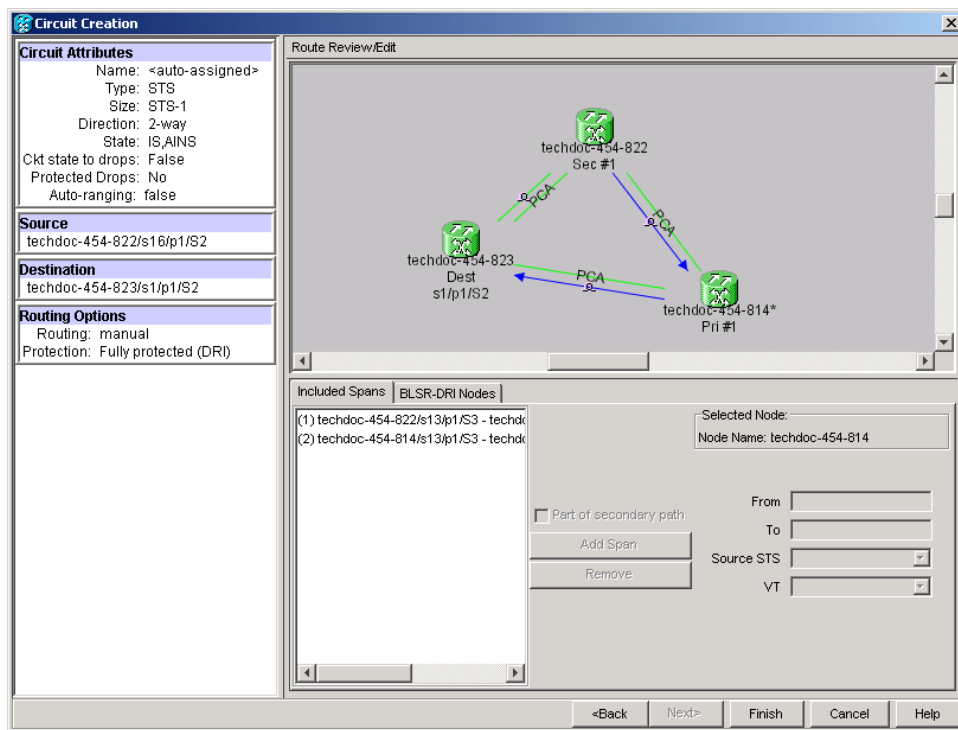 Circuit Creation
Circuit Attributes
Name: <auto-assigned>
Type: STS
Size: STS-1
Direction: 2-way
State: IS,AINS
Ckt state to drops: False
Protected Drops: No
Auto-ranging: false
Source
techdoc-454-822/s16/p1/S2
Destination
techdoc-454-823/s1/p1/S2
Routing Options
Routing: manual
Protection: Fully protected (DRI)
Route Review/Edit
techdoc-454-822
Sec #1
PCA
PCA
techdoc-454-823
Dest
s1/p1/S2
PCA
techdoc-454-814*
Pri #1
Included Spans
BLSR-DRI Nodes
(1) techdoc-454-822/s13/p1/S3 - techdo
(2) techdoc-454-814/s13/p1/S3 - techdo
Selected Node:
Node Name: techdoc-454-814
Part of secondary path
Add Span
Remove
From
To
Source STS
VT
<Back
Next>
Finish
Cancel
Help